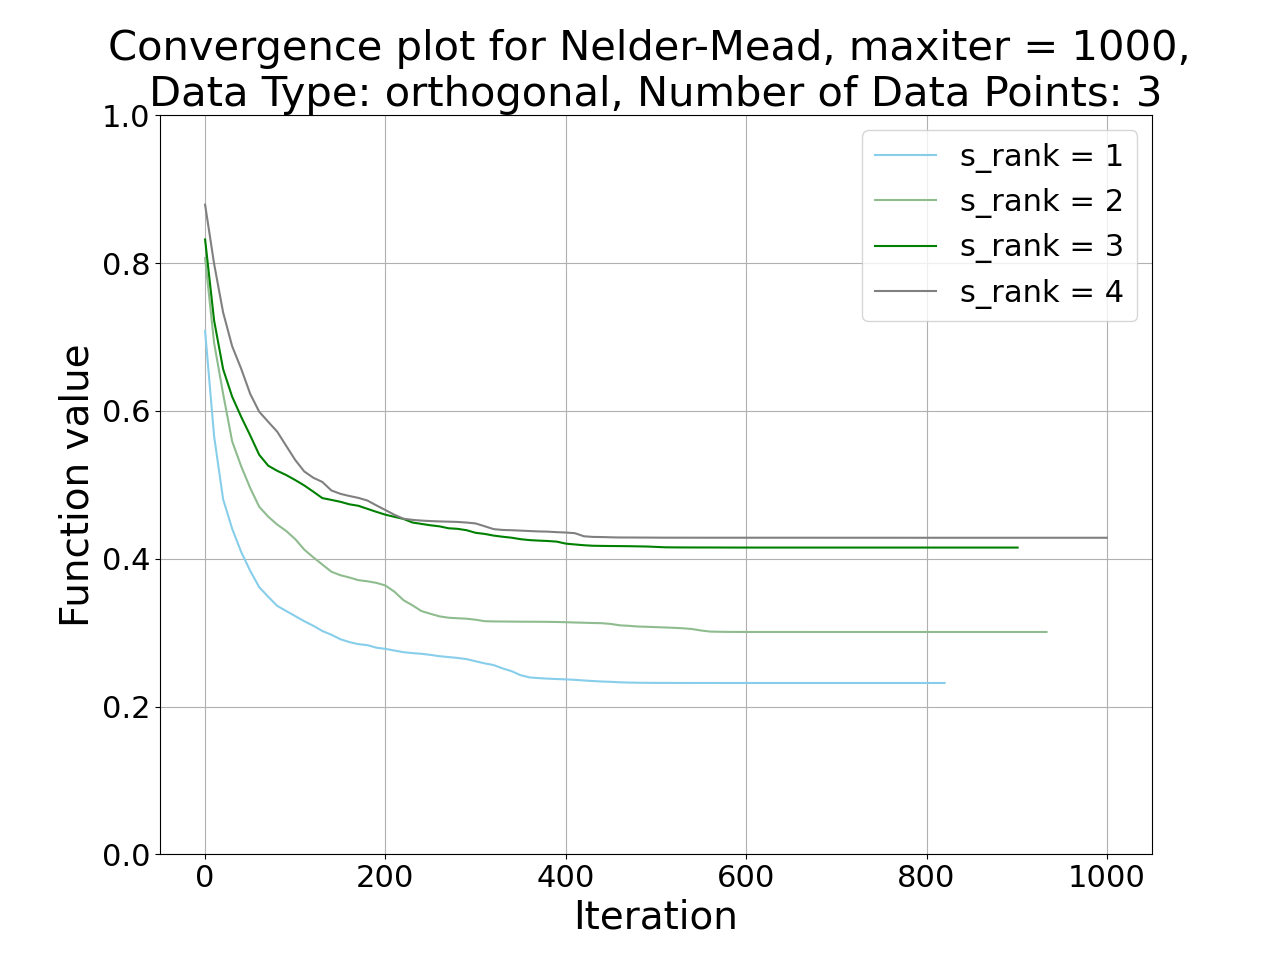 Convergence plot for Nelder-Mead, maxiter = 1000,
Data Type: orthogonal, Number of Data Points: 3
1.0
0.8
0.6
0.4
0.2
0.0
Function value
s_rank = 1
s_rank = 2
s_rank = 3
s_rank = 4
0 200 400 600 800 1000
Iteration